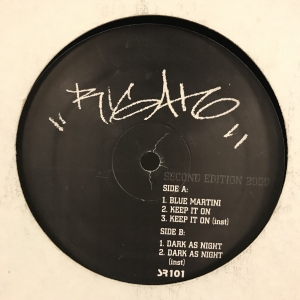 SECOND EDITION 2020
SIDE A:
1. BLUE MARTINI
2. KEEP IT ON
3. KEEP IT ON (inst)
SIDE B:
1. DARK AS NIGHT
2. DARK AS NIGHT
(inst)
SR101